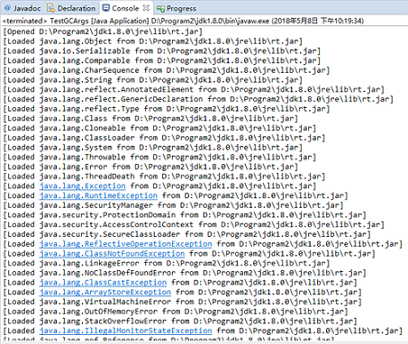 Javadoc Declaration Console Progress
<terminated> TestGCArgs [Java Application] D:\Program2\jdk1.8.0\bin\javaw.exe (2018年5月8日 下午10:19:34)
[Opened D:\Program2\jdk1.8.0\jre\lib\rt.jar]
[Loaded java.lang.Object from D:\Program2\jdk1.8.0\jre\lib\rt.jar]
[Loaded java.io.Serializable from D:\Program2\jdk1.8.0\jre\lib\rt.jar]
[Loaded java.lang.Comparable from D:\Program2\jdk1.8.0\jre\lib\rt.jar]
[Loaded java.lang.CharSequence from D:\Program2\jdk1.8.0\jre\lib\rt.jar]
[Loaded java.lang.String from D:\Program2\jdk1.8.0\jre\lib\rt.jar]
[Loaded java.lang.reflect.AnnotatedElement from D:\Program2\jdk1.8.0\jre\lib\rt.jar]
[Loaded java.lang.reflect.GenericDeclaration from D:\Program2\jdk1.8.0\jre\lib\rt.jar]
[Loaded java.lang.reflect.Type from D:\Program2\jdk1.8.0\jre\lib\rt.jar]
[Loaded java.lang.Class from D:\Program2\jdk1.8.0\jre\lib\rt.jar]
[Loaded java.lang.Cloneable from D:\Program2\jdk1.8.0\jre\lib\rt.jar]
[Loaded java.lang.ClassLoader from D:\Program2\jdk1.8.0\jre\lib\rt.jar]
[Loaded java.lang.System from D:\Program2\jdk1.8.0\jre\lib\rt.jar]
[Loaded java.lang.Throwable from D:\Program2\jdk1.8.0\jre\lib\rt.jar]
[Loaded java.lang.Error from D:\Program2\jdk1.8.0\jre\lib\rt.jar]
[Loaded java.lang.ThreadDeath from D:\Program2\jdk1.8.0\jre\lib\rt.jar]
[Loaded java.lang.Exception from D:\Program2\jdk1.8.0\jre\lib\rt.jar]
[Loaded java.lang.RuntimeException from D:\Program2\jdk1.8.0\jre\lib\rt.jar]
[Loaded java.lang.SecurityManager from D:\Program2\jdk1.8.0\jre\lib\rt.jar]
[Loaded java.security.ProtectionDomain from D:\Program2\jdk1.8.0\jre\lib\rt.jar]
[Loaded java.security.AccessControlContext from D:\Program2\jdk1.8.0\jre\lib\rt.jar]
[Loaded java.security.SecureClassLoader from D:\Program2\jdk1.8.0\jre\lib\rt.jar]
[Loaded java.lang.ReflectiveOperationException from D:\Program2\jdk1.8.0\jre\lib\rt.jar]
[Loaded java.lang.ClassNotFoundException from D:\Program2\jdk1.8.0\jre\lib\rt.jar]
[Loaded java.lang.LinkageError from D:\Program2\jdk1.8.0\jre\lib\rt.jar]
[Loaded java.lang.NoClassDefFoundError from D:\Program2\jdk1.8.0\jre\lib\rt.jar]
[Loaded java.lang.ClassCastException from D:\Program2\jdk1.8.0\jre\lib\rt.jar]
[Loaded java.lang.ArrayStoreException from D:\Program2\jdk1.8.0\jre\lib\rt.jar]
[Loaded java.lang.VirtualMachineError from D:\Program2\jdk1.8.0\jre\lib\rt.jar]
[Loaded java.lang.OutOfMemoryError from D:\Program2\jdk1.8.0\jre\lib\rt.jar]
[Loaded java.lang.StackOverflowError from D:\Program2\jdk1.8.0\jre\lib\rt.jar]
[Loaded java.lang.IllegalMonitorStateException from D:\Program2\jdk1.8.0\jre\lib\rt.jar]
[Loaded java.lang.ref.Reference from D:\Program2\jdk1.8.0\jre\lib\rt.jar]